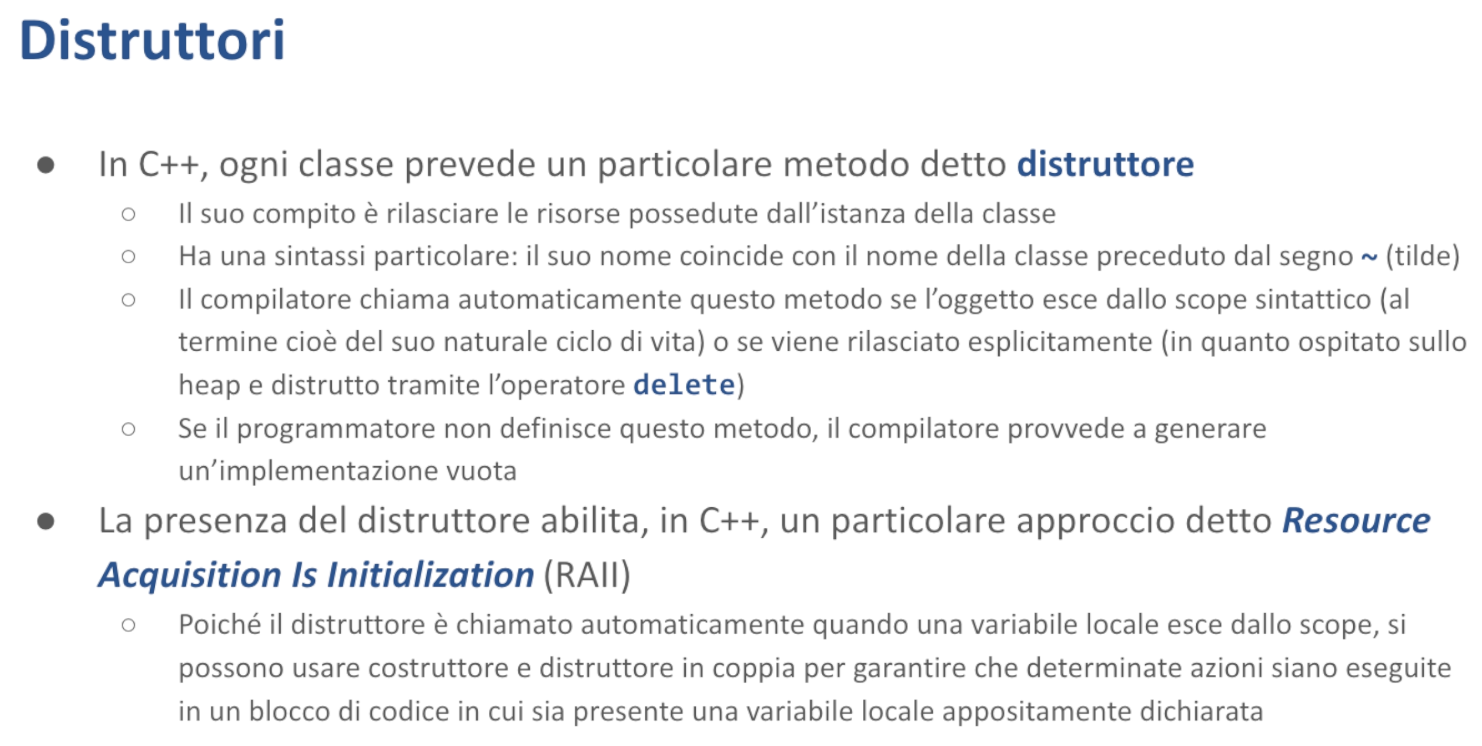 Distruttori
● In C++, ogni classe prevede un particolare metodo detto distruttore
○ Il suo compito è rilasciare le risorse possedute dall’istanza della classe
○ Ha una sintassi particolare: il suo nome coincide con il nome della classe preceduto dal segno ~ (tilde)
○ Il compilatore chiama automaticamente questo metodo se l’oggetto esce dallo scope sintattico (al
termine cioè del suo naturale ciclo di vita) o se viene rilasciato esplicitamente (in quanto ospitato sullo
heap e distrutto tramite l’operatore delete)
○ Se il programmatore non definisce questo metodo, il compilatore provvede a generare
un’implementazione vuota
● La presenza del distruttore abilita, in C++, un particolare approccio detto Resource
Acquisition Is Initialization (RAII)
○ Poiché il distruttore è chiamato automaticamente quando una variabile locale esce dallo scope, si
possono usare costruttore e distruttore in coppia per garantire che determinate azioni siano eseguite
in un blocco di codice in cui sia presente una variabile locale appositamente dichiarata